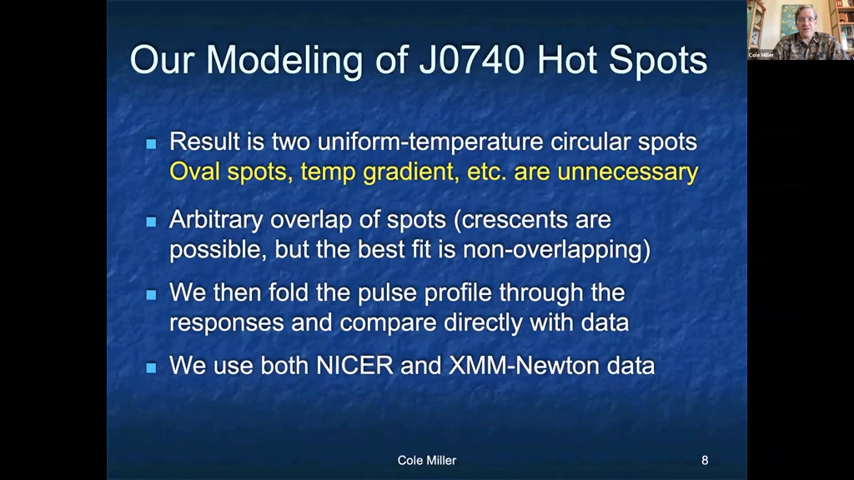 Our Modeling of J0740 Hot Spots
Result is two uniform-temperature circular spots
Oval spots, temp gradient, etc. are unnecessary
Arbitrary overlap of spots (crescents are
possible, but the best fit is non-overlapping)
We then fold the pulse profile through the
responses and compare directly with data
We use both NICER and XMM-Newton data
Cole Miller
8
Cole Miller